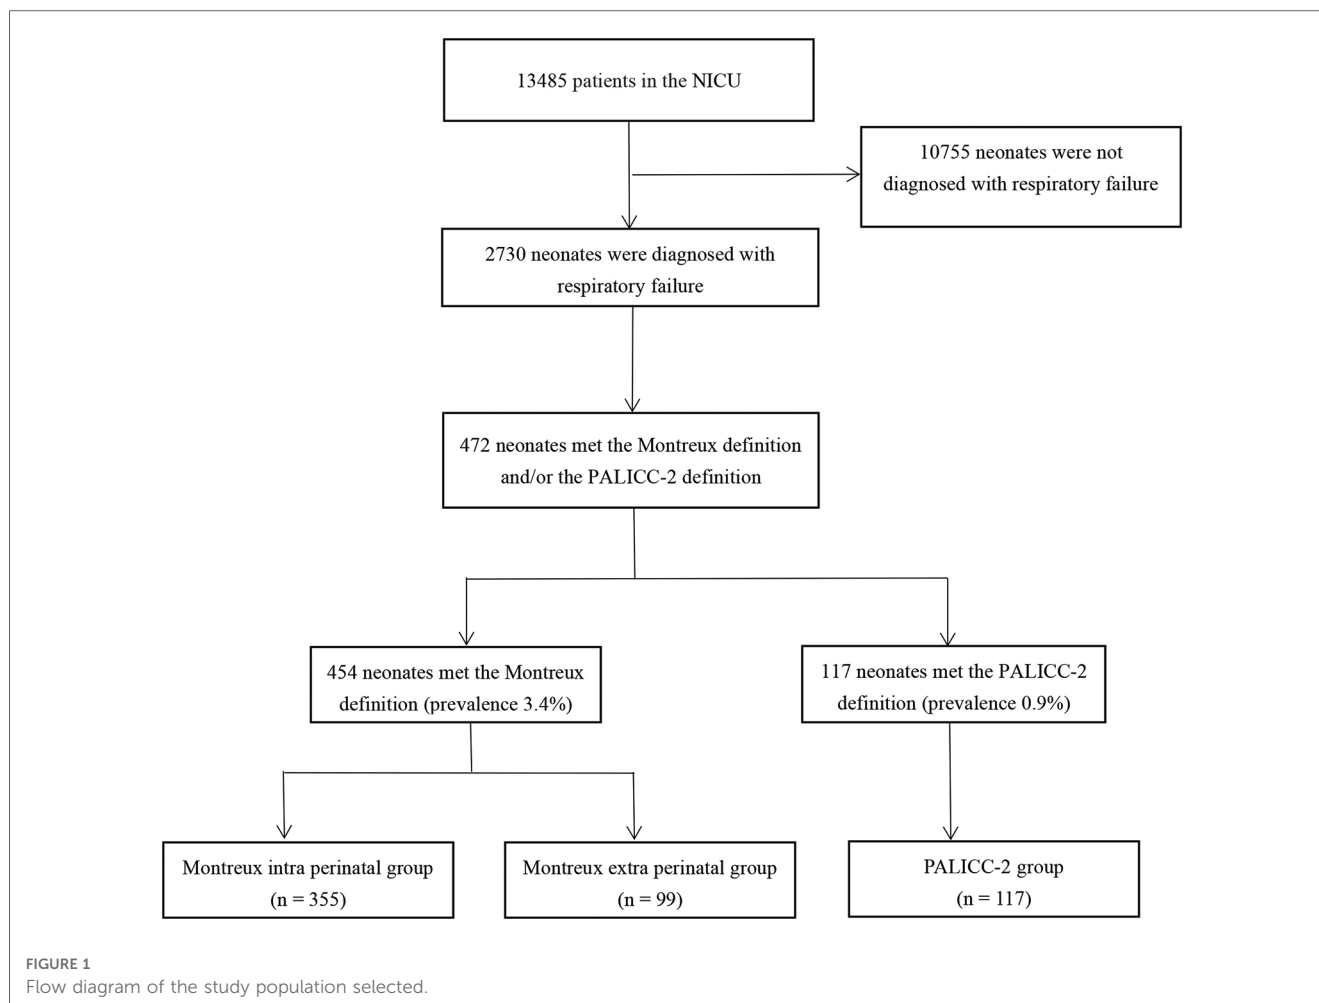 13485 patients in the NICU
10755 neonates were not
diagnosed with respiratory failure
2730 neonates were diagnosed with
respiratory failure
472 neonates met the Montreux definition
and/or the PALICC-2 definition
454 neonates met the Montreux
definition (prevalence 3.4%)
117 neonates met the PALICC-2
definition (prevalence 0.9%)
Montreux intra perinatal group
(n = 355)
Montreux extra perinatal group
(n = 99)
PALICC-2 group
(n = 117)
FIGURE 1
Flow diagram of the study population selected.